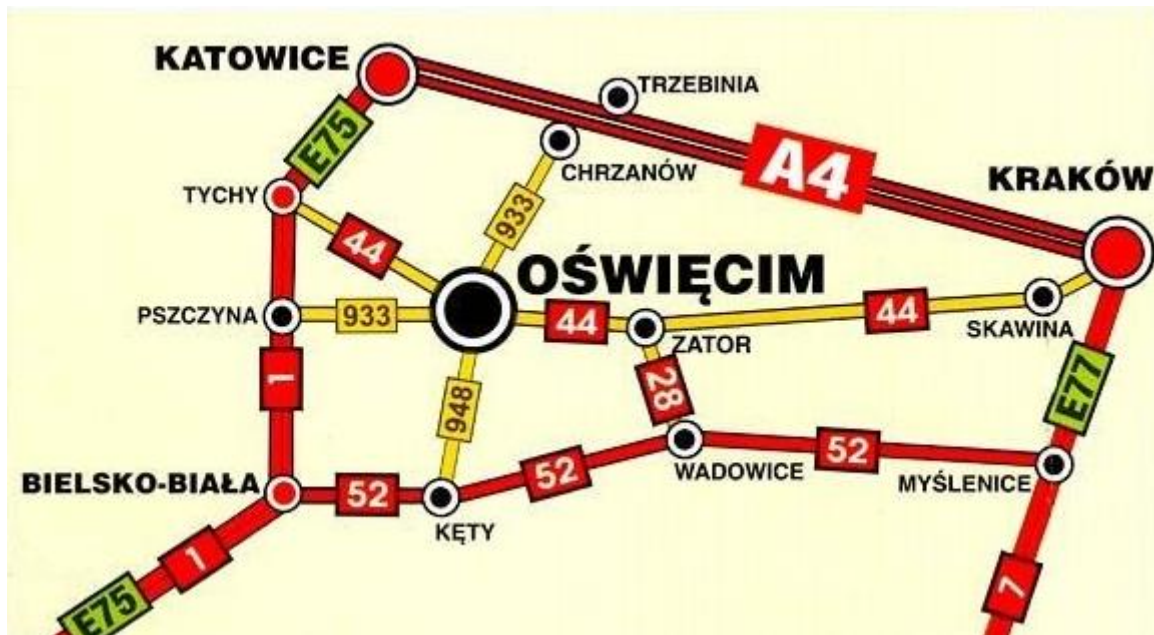 KATOWICE
TRZEBINIA
E75
CHRZANÓW
A4
KRAKÓW
TYCHY
933
44
OŚWIĘCIM
PSZCZYNA
933
44
ZATOR
44
SKAWINA
1
948
28
E77
BIELSKO-BIAŁA
52
KĘTY
52
WADOWICE
52
MYŚLENICE
1
E75
7